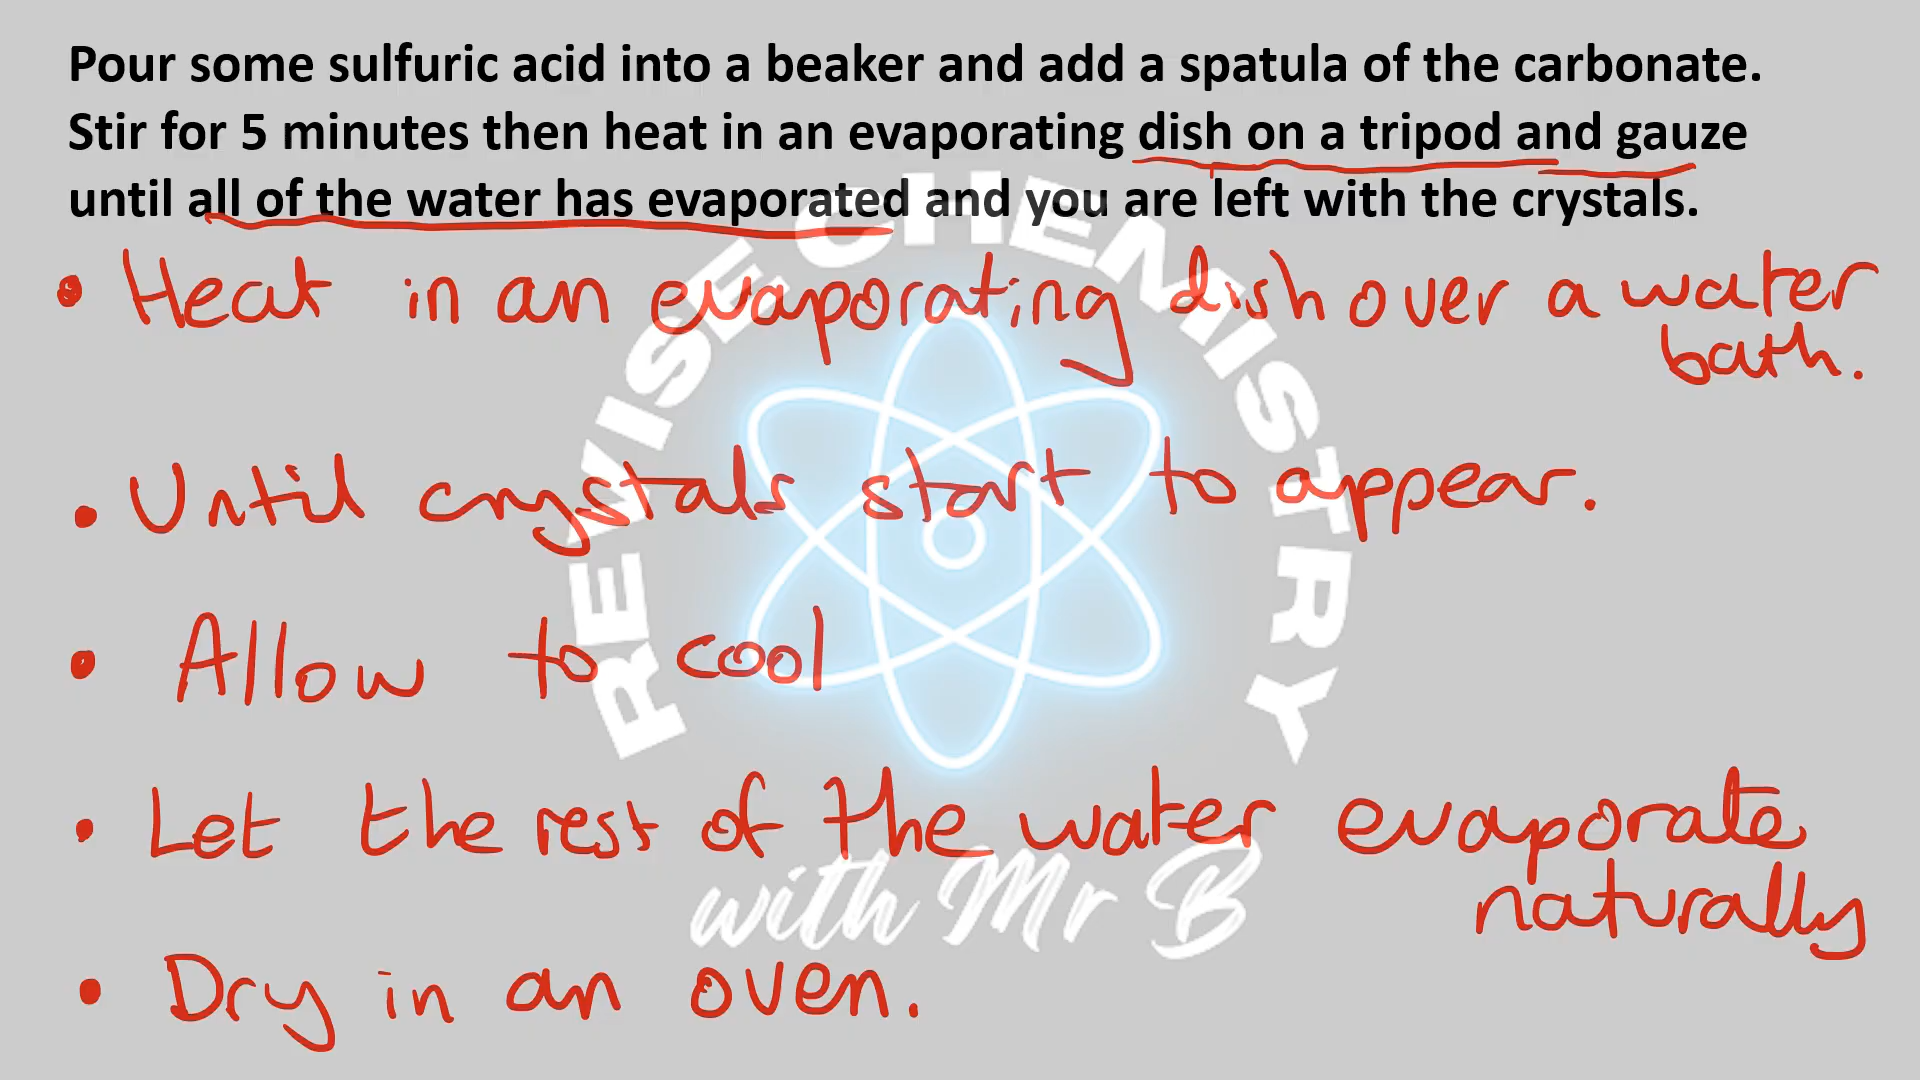 Pour some sulfuric acid into a beaker and add a spatula of the carbonate.
Stir for 5 minutes then heat in an evaporating dish on a tripod and gauze
until all of the water has evaporated and you are left with the crystals.
• Heat in an evaporating dish over a water
bath.
• Until crystals start to appear.
• Allow to cool
• Let the rest of the water evaporate
naturally
• Dry in an oven.
REVISE CHEMISTRY
with Mr B